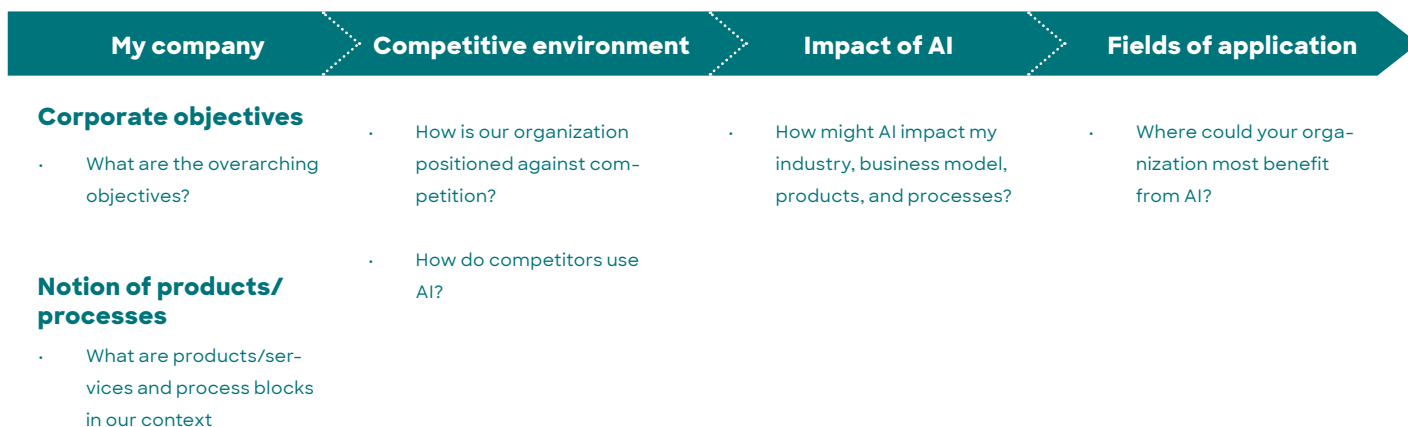 My company
Competitive environment
Impact of AI
Fields of application
Corporate objectives
· What are the overarching
objectives?
Notion of products/
processes
· What are products/ser-
vices and process blocks
in our context
· How is our organization
positioned against com-
petition?
· How do competitors use
AI?
· How might AI impact my
industry, business model,
products, and processes?
· Where could your orga-
nization most benefit
from AI?